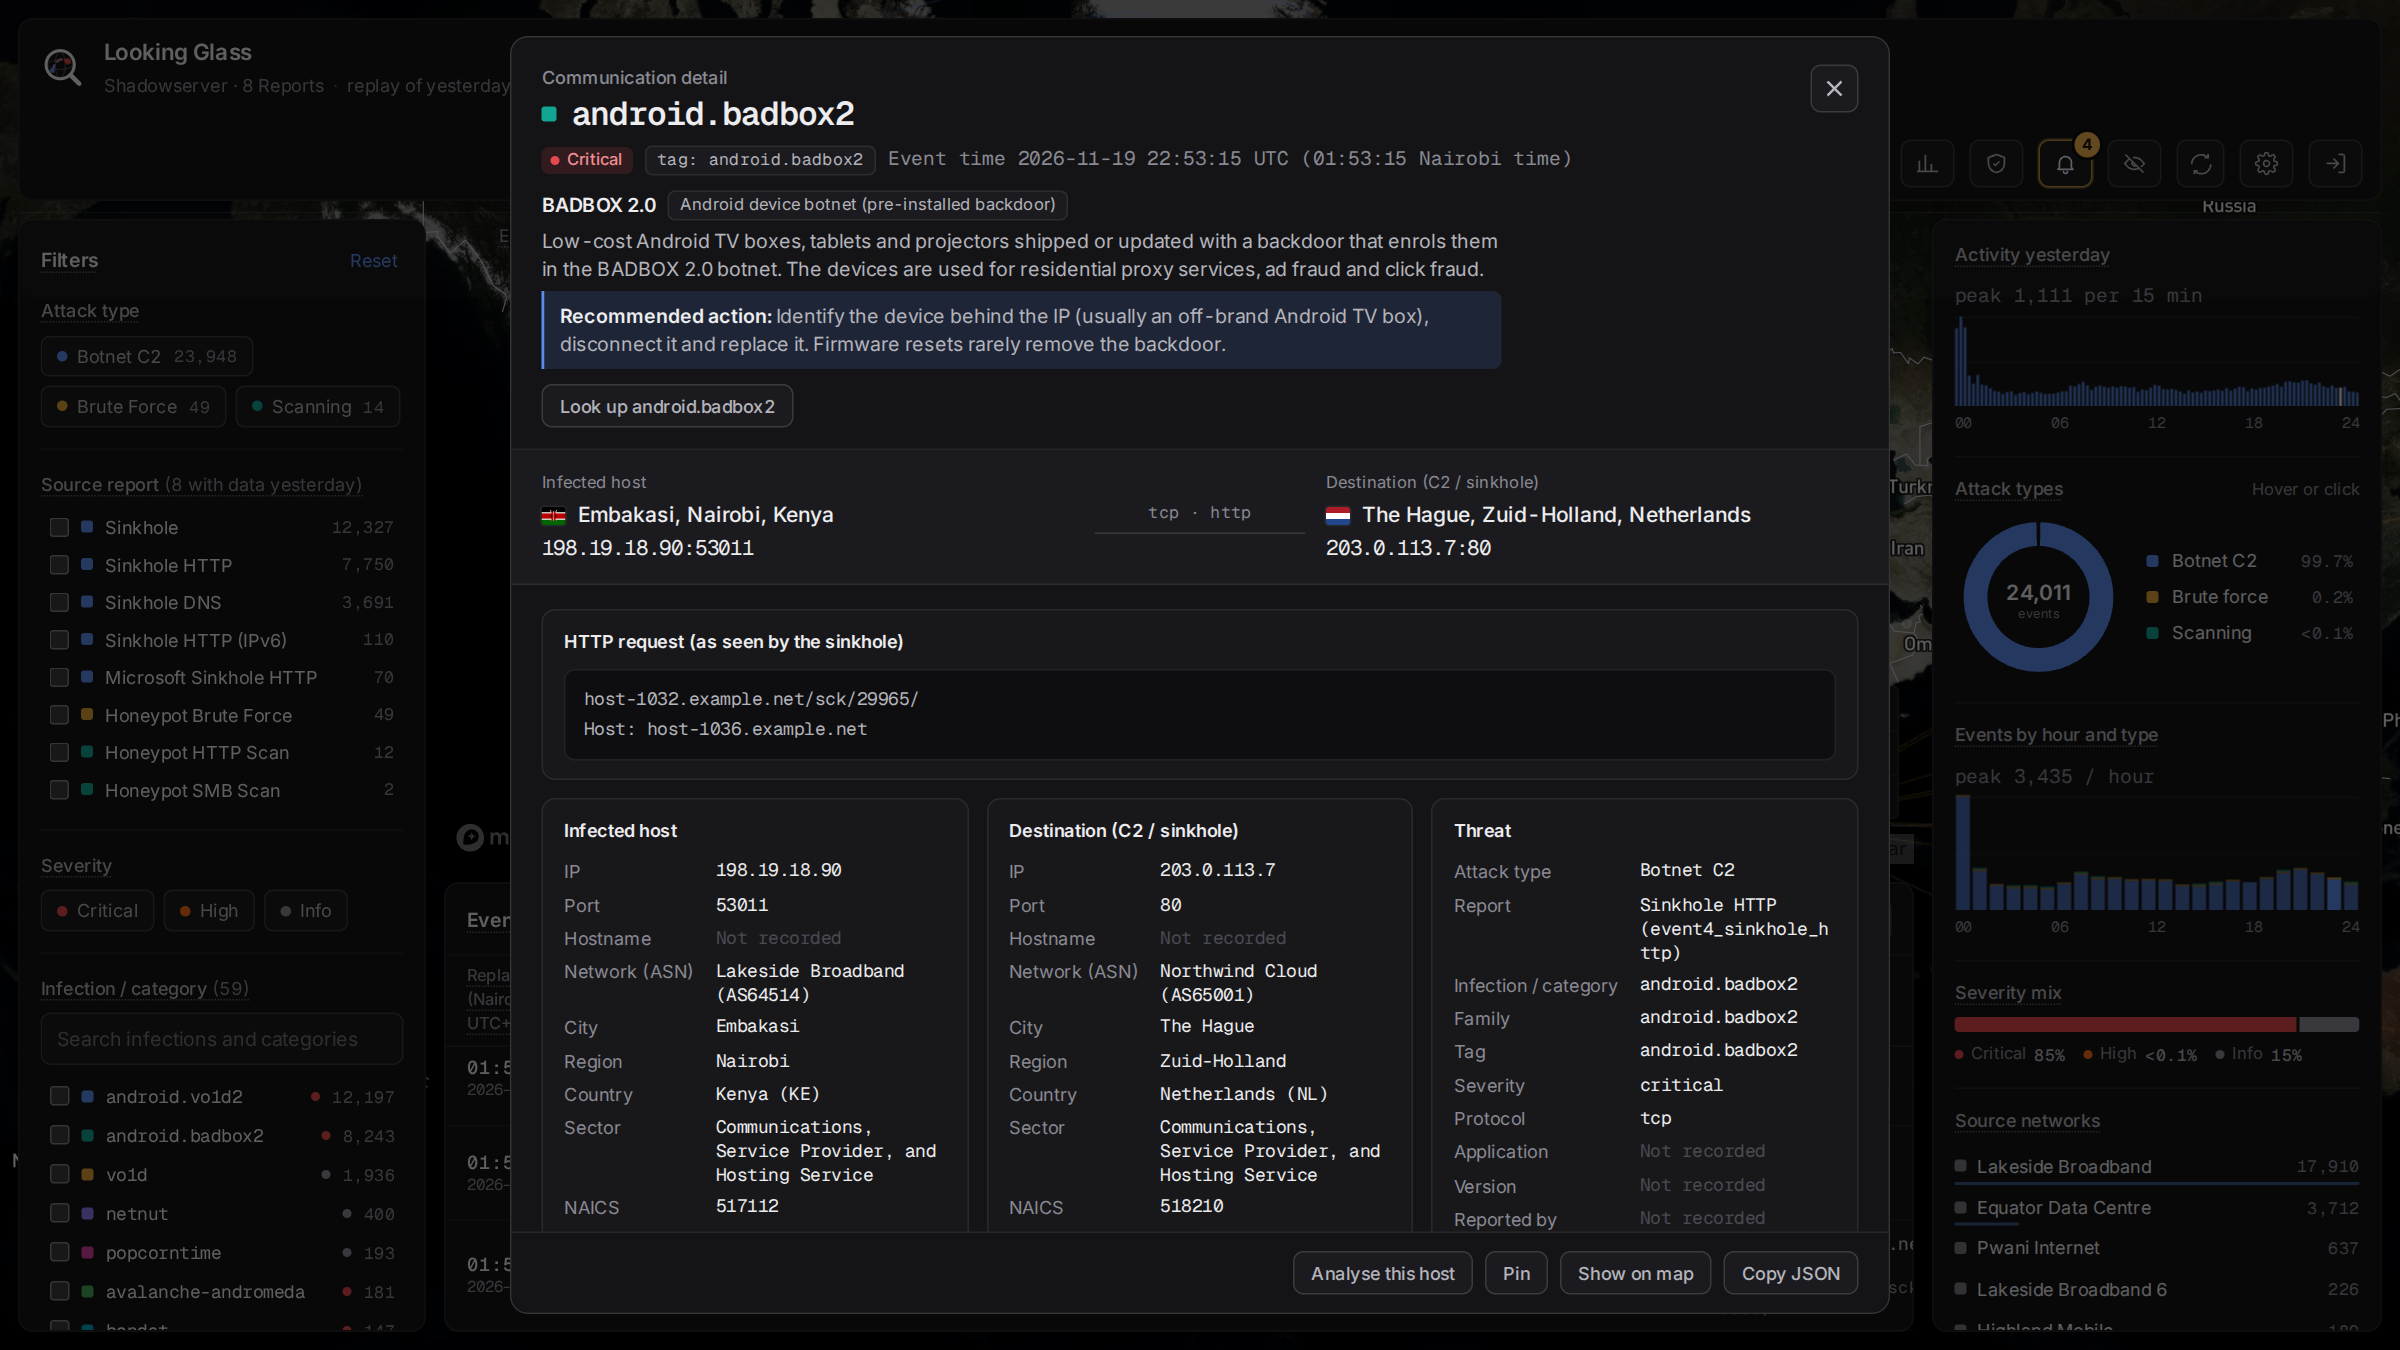 Looking Glass
Shadowserver · 8 Reports · replay of yesterday
4
Russia
Filters
Reset
Attack type
Botnet C2 23,948
Brute Force 49
Scanning 14
Source report (8 with data yesterday)
Sinkhole 12,327
Sinkhole HTTP 7,750
Sinkhole DNS 3,691
Sinkhole HTTP (IPv6) 110
Microsoft Sinkhole HTTP 70
Honeypot Brute Force 49
Honeypot HTTP Scan 12
Honeypot SMB Scan 2
Severity
Critical
High
Info
Infection / category (59)
Search infections and categories
android.vo1d2 12,197
android.badbox2 8,243
vo1d 1,936
netnut 400
popcorntime 193
avalanche-andromeda 181
Communication detail
android.badbox2
Critical
tag: android.badbox2
Event time 2026-11-19 22:53:15 UTC (01:53:15 Nairobi time)
BADBOX 2.0
Android device botnet (pre-installed backdoor)
Low-cost Android TV boxes, tablets and projectors shipped or updated with a backdoor that enrols them
in the BADBOX 2.0 botnet. The devices are used for residential proxy services, ad fraud and click fraud.
Recommended action: Identify the device behind the IP (usually an off-brand Android TV box),
disconnect it and replace it. Firmware resets rarely remove the backdoor.
Look up android.badbox2
Infected host
Embakasi, Nairobi, Kenya
198.19.18.90:53011
tcp · http
Destination (C2 / sinkhole)
The Hague, Zuid-Holland, Netherlands
203.0.113.7:80
HTTP request (as seen by the sinkhole)
host-1032.example.net/sck/29965/
Host: host-1036.example.net
Infected host
IP 198.19.18.90
Port 53011
Hostname Not recorded
Network (ASN) Lakeside Broadband
(AS64514)
City Embakasi
Region Nairobi
Country Kenya (KE)
Sector Communications,
Service Provider, and
Hosting Service
NAICS 517112
Destination (C2 / sinkhole)
IP 203.0.113.7
Port 80
Hostname Not recorded
Network (ASN) Northwind Cloud
(AS65001)
City The Hague
Region Zuid-Holland
Country Netherlands (NL)
Sector Communications,
Service Provider, and
Hosting Service
NAICS 518210
Threat
Attack type Botnet C2
Report Sinkhole HTTP
(event4_sinkhole_h
ttp)
Infection / category android.badbox2
Family android.badbox2
Tag android.badbox2
Severity critical
Protocol tcp
Application Not recorded
Version Not recorded
Reported by Not recorded
Analyse this host
Pin
Show on map
Copy JSON
Iran
Activity yesterday
peak 1,111 per 15 min
00 06 12 18 24
Attack types
Hover or click
24,011
events
Botnet C2 99.7%
Brute force 0.2%
Scanning <0.1%
Events by hour and type
peak 3,435 / hour
00 06 12 18 24
Severity mix
Critical 85% High <0.1% Info 15%
Source networks
Lakeside Broadband 17,910
Equator Data Centre 3,712
Pwani Internet 637
Lakeside Broadband 6 226